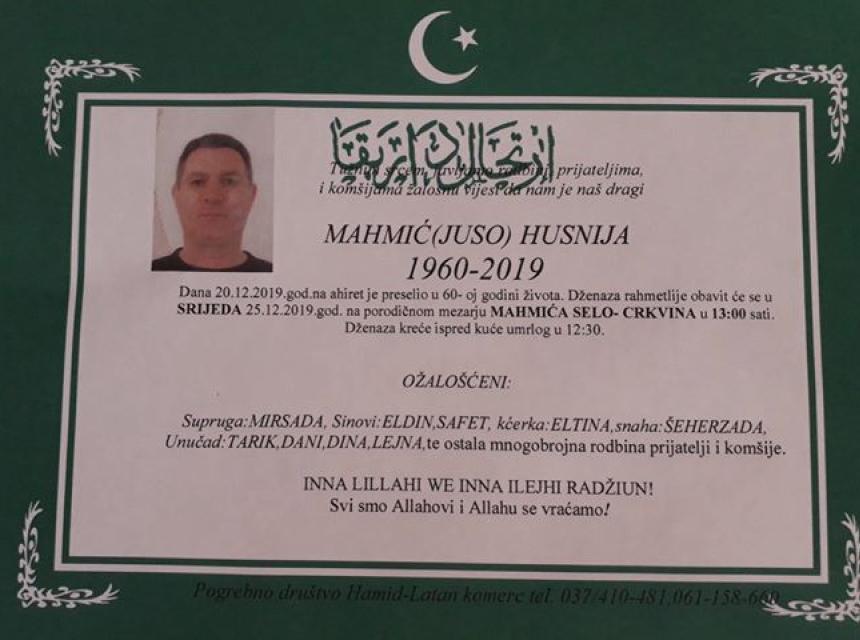 ارتحال دار بقا
Tužnim srcem, javljamo rodbini, prijateljima,
i komšijama žalosnu vijest da nam je naš dragi
MAHMIĆ(JUSO) HUSNIJA
1960-2019
Dana 20.12.2019.god.na ahiret je preselio u 60- oj godini života. Dženaza rahmetlije obavit će se u
SRIJEDA 25.12.2019.god. na porodičnom mezarju MAHMIĆA SELO- CRKVINA u 13:00 sati.
Dženaza kreće ispred kuće umrlog u 12:30.
OŽALOŠĆENI:
Supruga:MIRSADA, Sinovi:ELDIN,SAFET, kćerka:ELTINA,snaha:ŠEHERZADA,
Unučad:TARIK,DANI,DINA,LEJNA,te ostala mnogobrojna rodbina prijatelji i komšije.
INNA LILLAHI WE INNA ILEJHI RADŽIUN!
Svi smo Allahovi i Allahu se vraćamo!
Pogrebno društvo Hamid-Latan komerc tel. 037/410-481,061-158-660